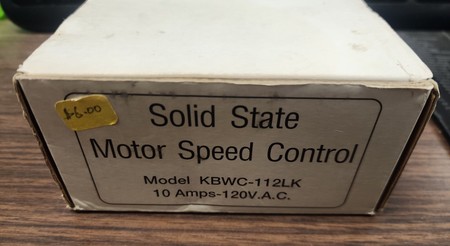 $6.00
Solid State
Motor Speed Control
Model KBWC-112LK
10 Amps-120V.A.C.